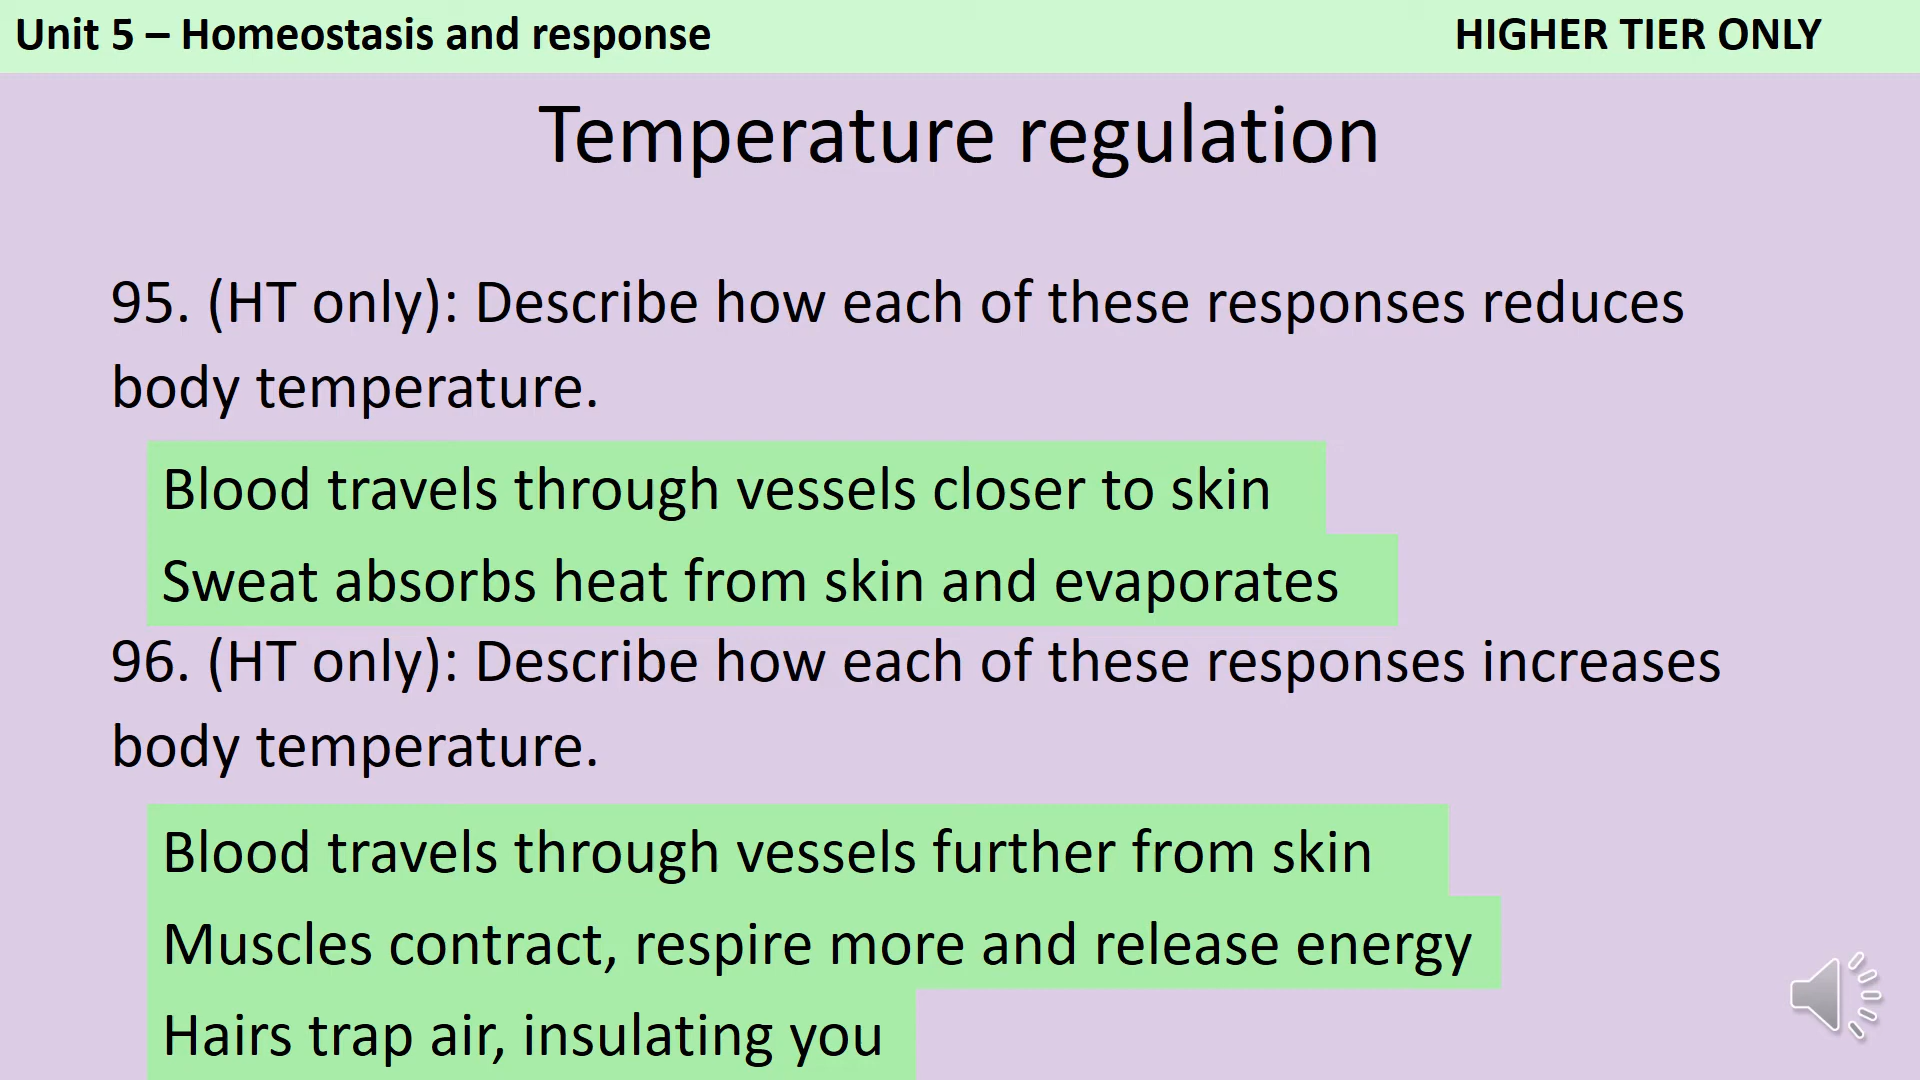 Unit 5 – Homeostasis and response
HIGHER TIER ONLY
Temperature regulation
95. (HT only): Describe how each of these responses reduces
body temperature.
Blood travels through vessels closer to skin
Sweat absorbs heat from skin and evaporates
96. (HT only): Describe how each of these responses increases
body temperature.
Blood travels through vessels further from skin
Muscles contract, respire more and release energy
Hairs trap air, insulating you